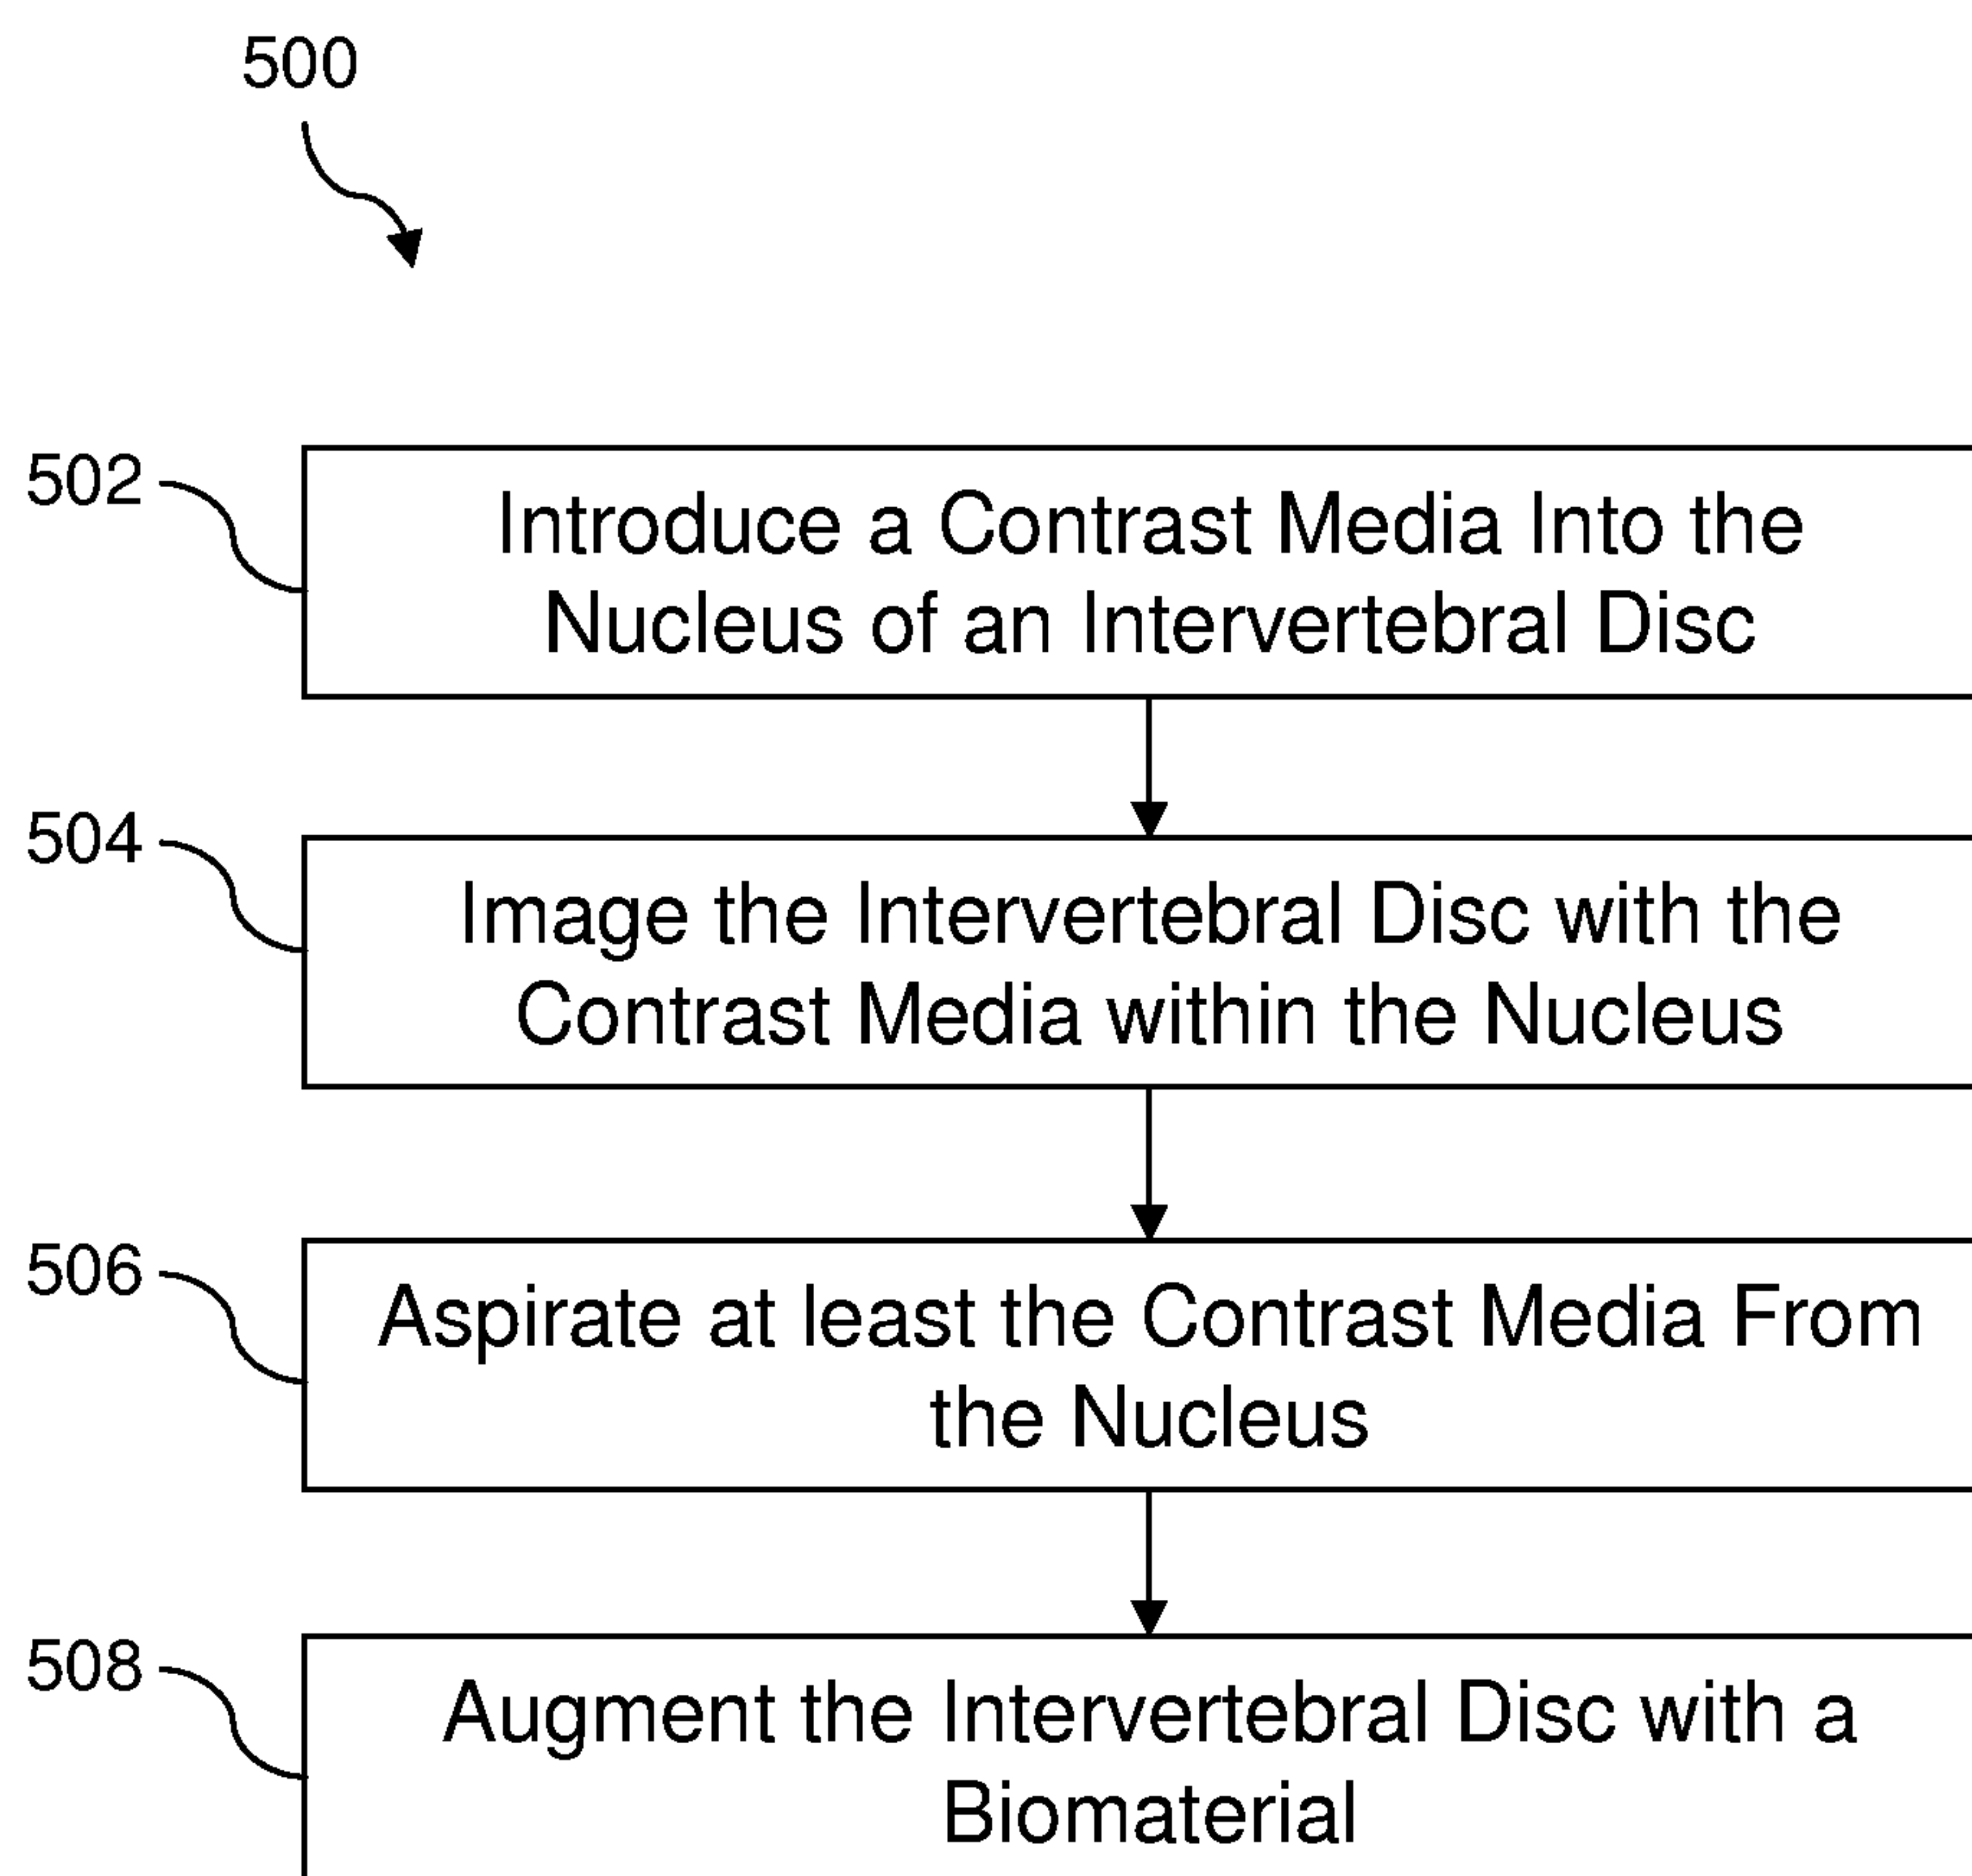 500
502
Introduce a Contrast Media Into the
Nucleus of an Intervertebral Disc
504
Image the Intervertebral Disc with the
Contrast Media within the Nucleus
506
Aspirate at least the Contrast Media From
the Nucleus
508
Augment the Intervertebral Disc with a
Biomaterial